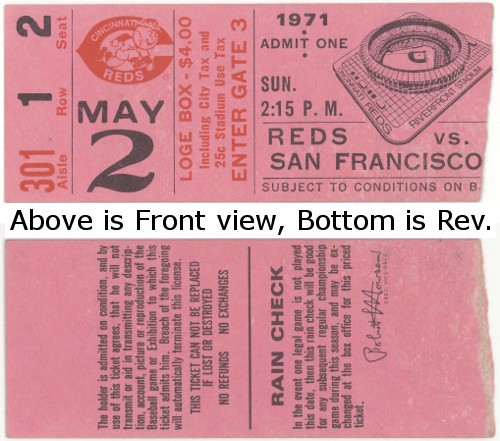 2
Seat
1
Row
301
Aisle
CINCINNATI
REDS
MAY
2
LOGE BOX - $4.00
Including City Tax and
25c Stadium Use Tax
ENTER GATE 3
1971
ADMIT ONE
SUN.
2:15 P. M.
CINCINNATI REDS
RIVERFRONT STADIUM
REDS vs.
SAN FRANCISCO
SUBJECT TO CONDITIONS ON B
Above is Front view, Bottom is Rev.
The holder is admitted on condition, and by
use of this ticket agrees, that he will not
transmit or aid in transmitting any descrip-
tion, account, picture or reproduction of the
Baseball game or Exhibition to which this
ticket admits him. Breach of the foregoing
will automatically terminate this license.
THIS TICKET CAN NOT BE REPLACED
IF LOST OR DESTROYED
NO REFUNDS NO EXCHANGES
RAIN CHECK
In the event one legal game is not played
this date, then this rain check will be good
for any subsequent regular championship
game during this season, and may be ex-
changed at the box office for this priced
ticket.
Robert L Howsam